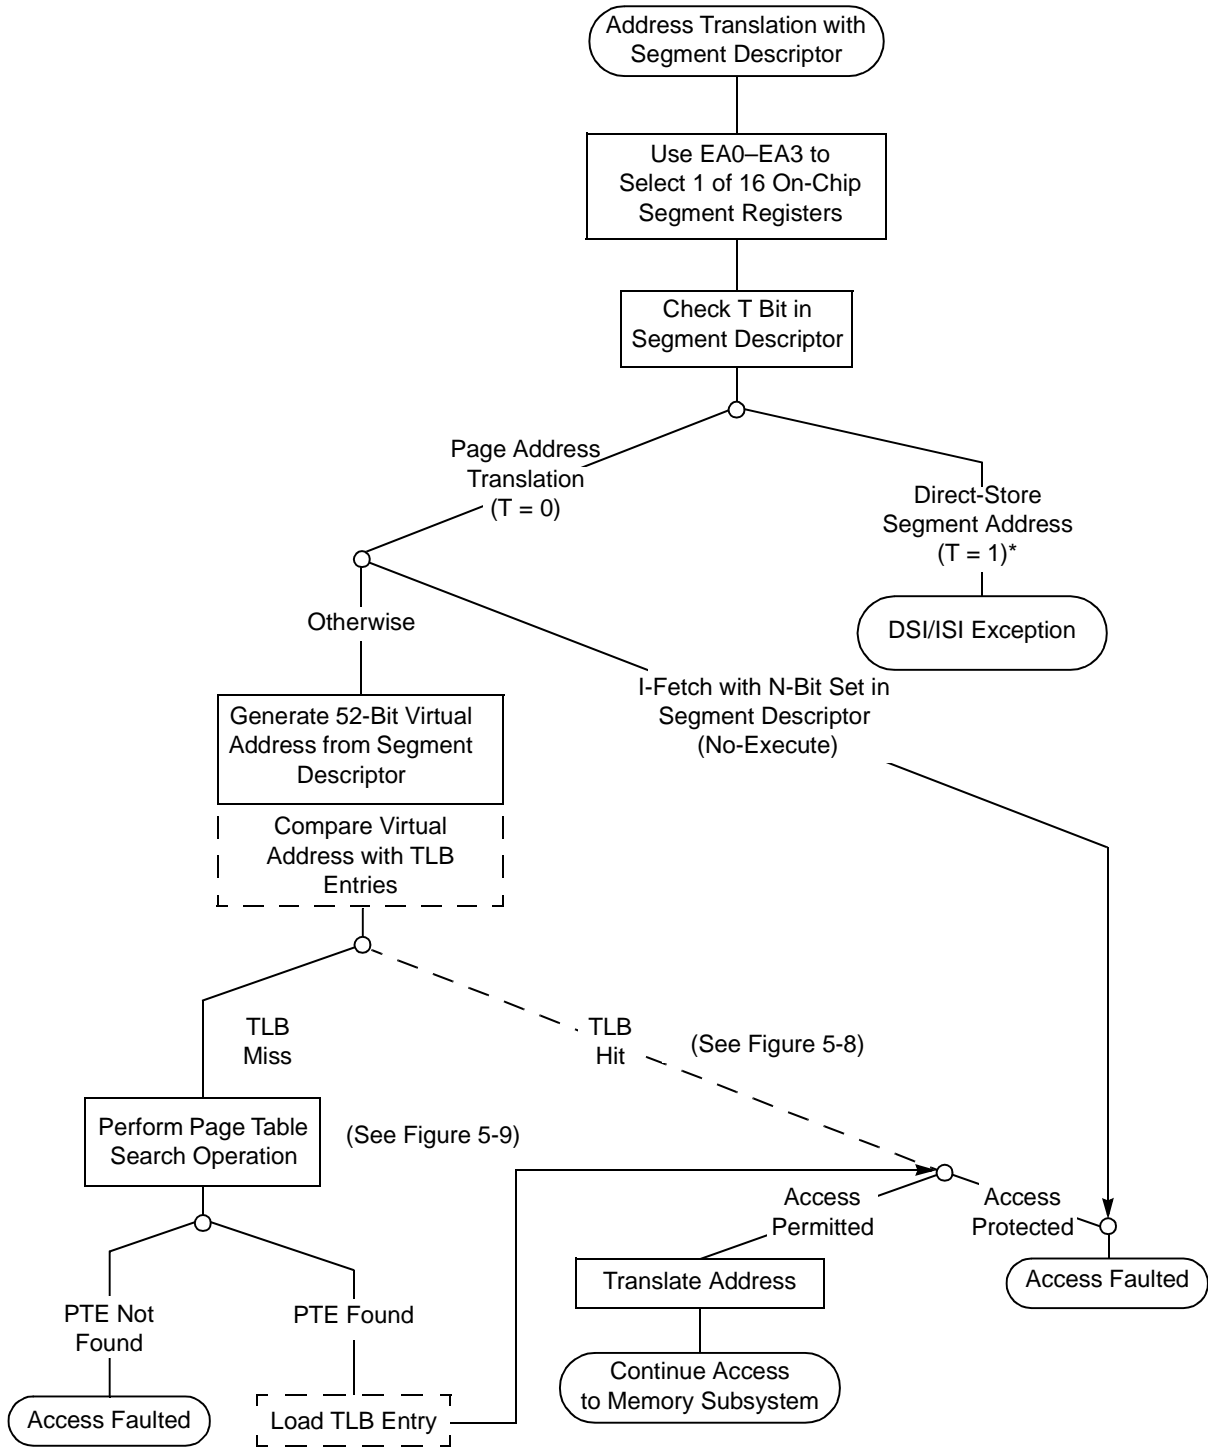 Address Translation with
Segment Descriptor
Use EA0–EA3 to
Select 1 of 16 On-Chip
Segment Registers
Check T Bit in
Segment Descriptor
Page Address
Translation
(T = 0)
Direct-Store
Segment Address
(T = 1)*
DSI/ISI Exception
Otherwise
I-Fetch with N-Bit Set in
Segment Descriptor
(No-Execute)
Generate 52-Bit Virtual
Address from Segment
Descriptor
Compare Virtual
Address with TLB
Entries
TLB
Miss
TLB
Hit
(See Figure 5-8)
Perform Page Table
Search Operation
(See Figure 5-9)
Access
Permitted
Access
Protected
Translate Address
Access Faulted
PTE Not
Found
PTE Found
Continue Access
to Memory Subsystem
Access Faulted
Load TLB Entry